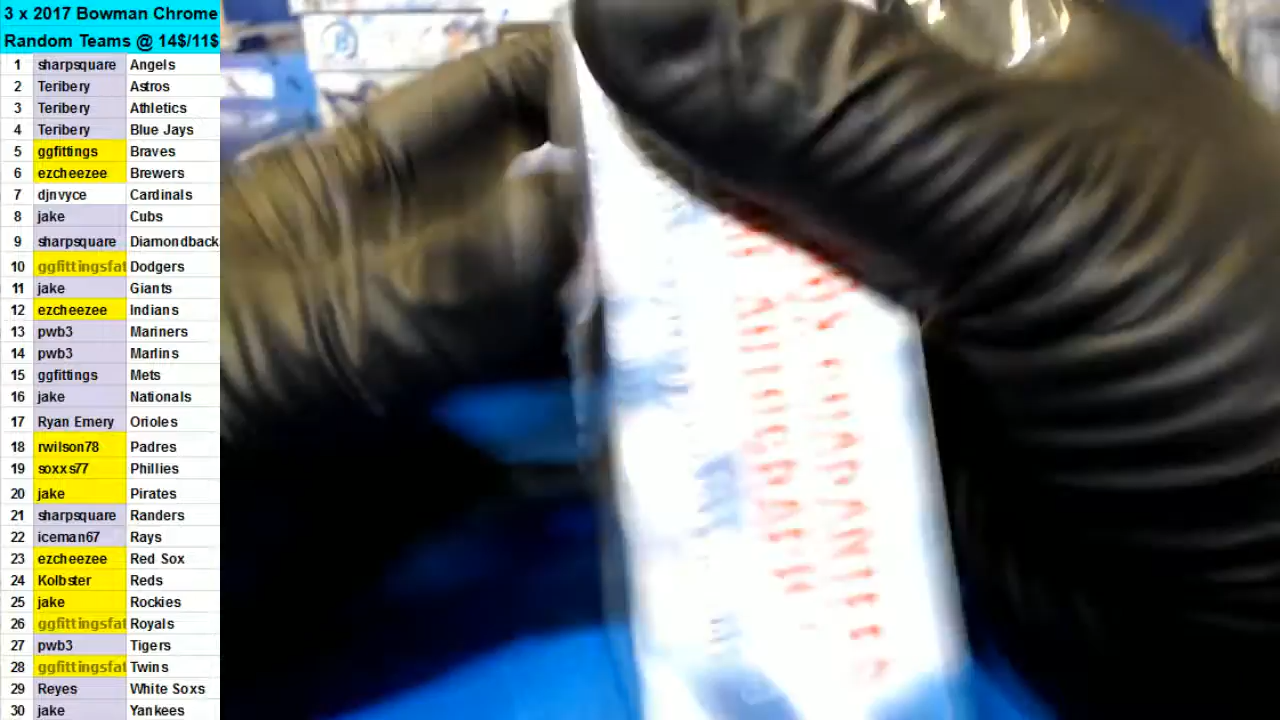 3 x 2017 Bowman Chrome
Random Teams @ 14$/11$
1 sharpsquare Angels
2 Teribery Astros
3 Teribery Athletics
4 Teribery Blue Jays
5 ggfittings Braves
6 ezcheezee Brewers
7 djnvyce Cardinals
8 jake Cubs
9 sharpsquare Diamondback
10 ggfittingsfat Dodgers
11 jake Giants
12 ezcheezee Indians
13 pwb3 Mariners
14 pwb3 Marlins
15 ggfittings Mets
16 jake Nationals
17 Ryan Emery Orioles
18 rwilson78 Padres
19 soxxs77 Phillies
20 jake Pirates
21 sharpsquare Randers
22 iceman67 Rays
23 ezcheezee Red Sox
24 Kolbster Reds
25 jake Rockies
26 ggfittingsfat Royals
27 pwb3 Tigers
28 ggfittingsfat Twins
29 Reyes White Soxs
30 jake Yankees
GUARANTEED
AUTOGRAPH